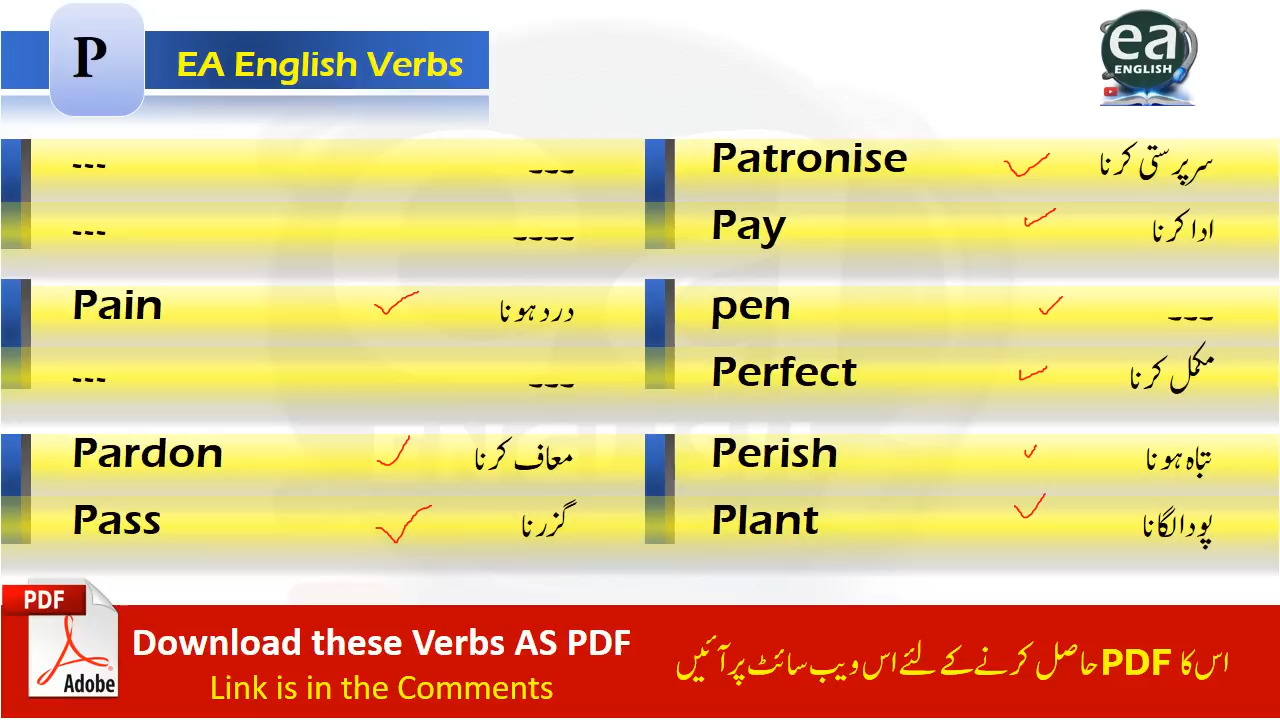 P
EA English Verbs
ea
ENGLISH
--- ---
--- ----
Pain درد ہونا
--- ---
Pardon معاف کرنا
Pass گزرنا
Patronise سرپرستی کرنا
Pay ادا کرنا
pen ---
Perfect مکمل کرنا
Perish تباہ ہونا
Plant پودا لگانا
PDF
Adobe
Download these Verbs AS PDF
Link is in the Comments
اس کا PDF حاصل کرنے کے لئے اس ویب سائٹ پر آئیں